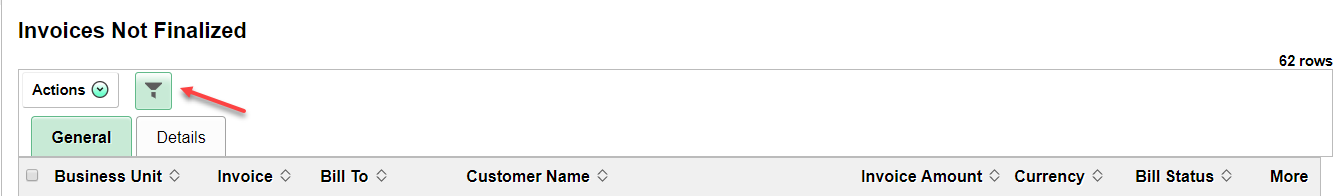 Invoices Not Finalized
62 rows
Actions
General Details
Business Unit Invoice Bill To Customer Name Invoice Amount Currency Bill Status More